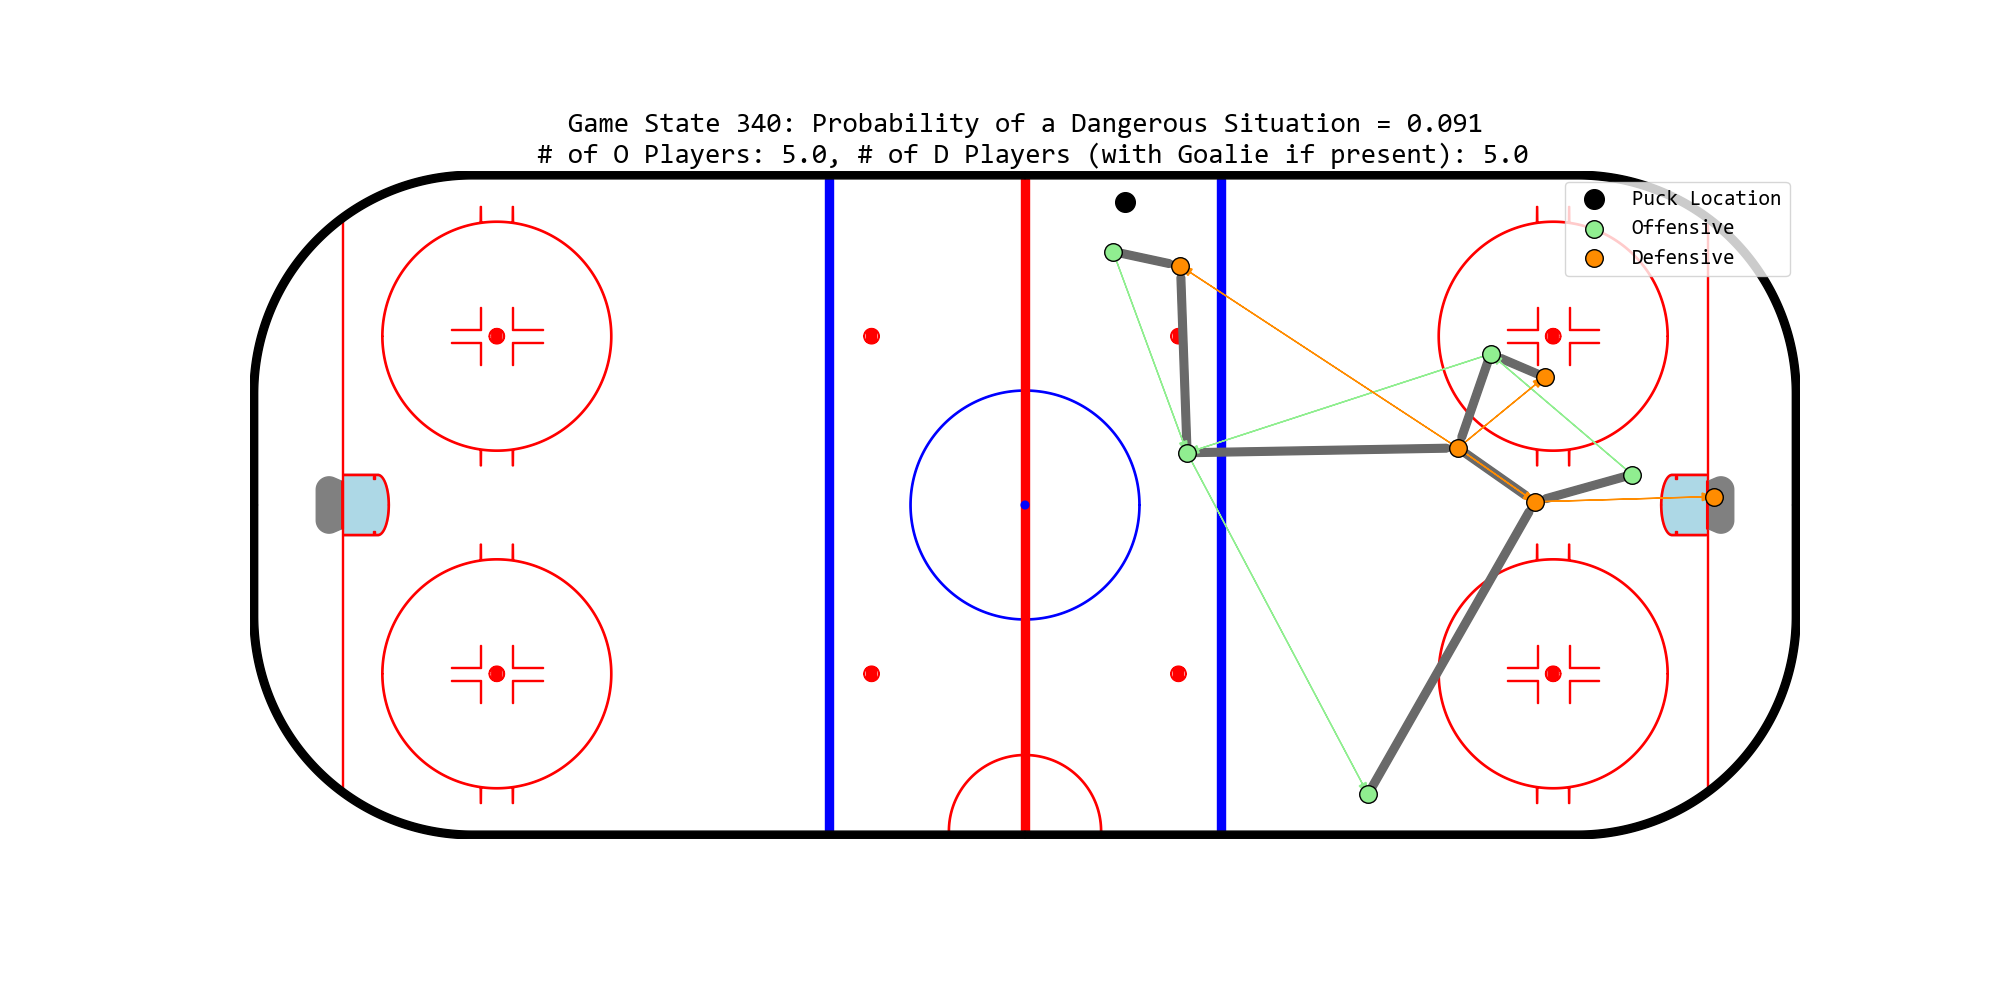 Game State 340: Probability of a Dangerous Situation = 0.091
# of O Players: 5.0, # of D Players (with Goalie if present): 5.0
Puck Location
Offensive
Defensive